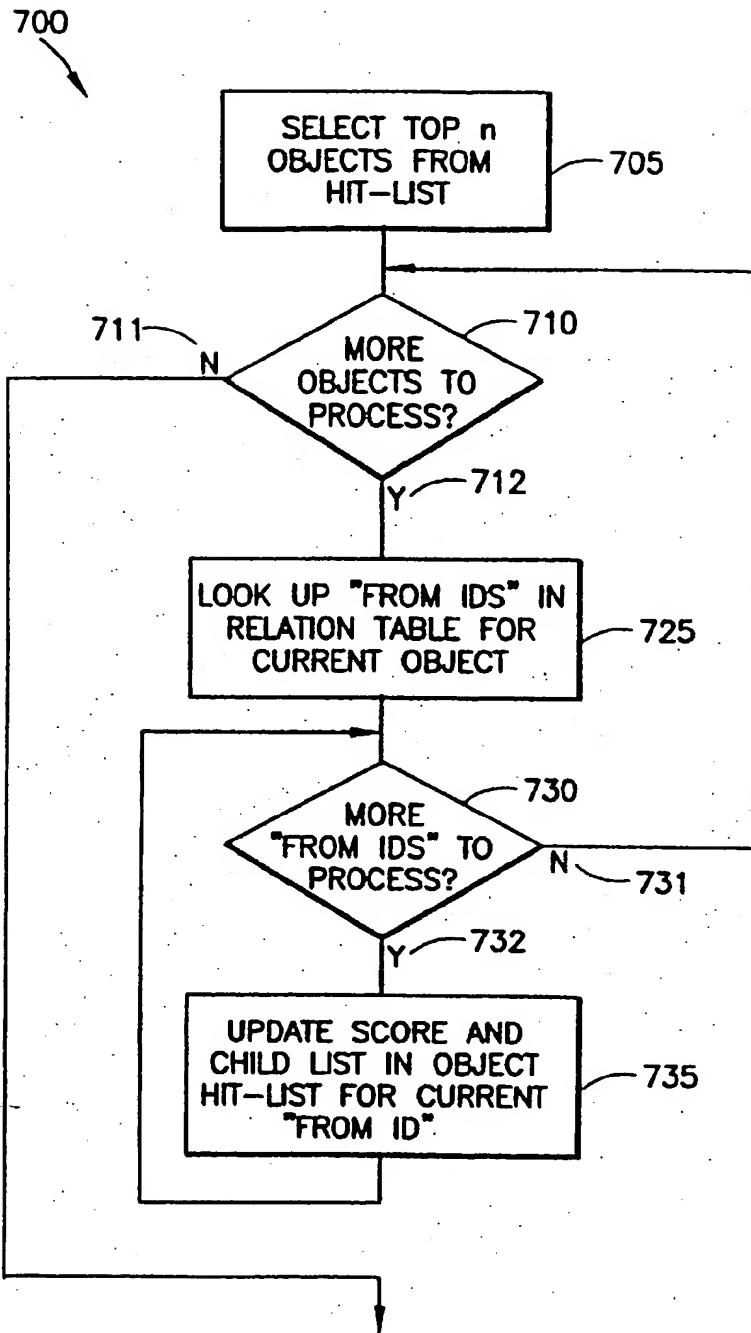 700
SELECT TOP n
OBJECTS FROM
HIT-LIST
705
711
N
710
MORE
OBJECTS TO
PROCESS?
Y
712
LOOK UP "FROM IDS" IN
RELATION TABLE FOR
CURRENT OBJECT
725
730
MORE
"FROM IDS" TO
PROCESS?
N
731
Y
732
UPDATE SCORE AND
CHILD LIST IN OBJECT
HIT-LIST FOR CURRENT
"FROM ID"
735